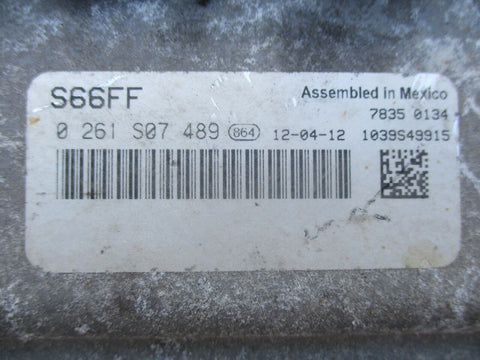 S66FF
Assembled in Mexico
7835 0134
0 261 S07 489 864 12-04-12 1039S49915